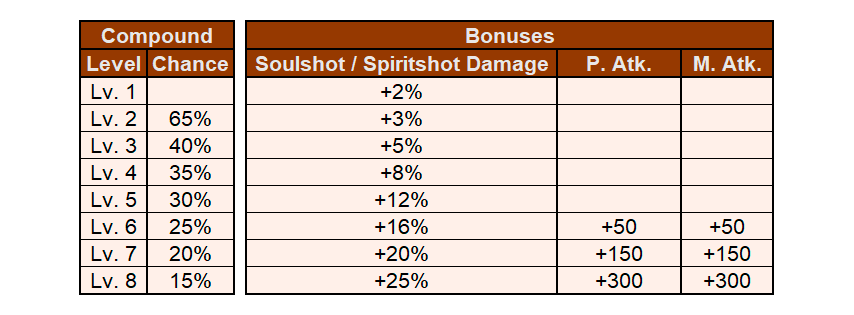 Compound Bonuses
Level Chance Soulshot / Spiritshot Damage P. Atk. M. Atk.
Lv. 1 +2%
Lv. 2 65% +3%
Lv. 3 40% +5%
Lv. 4 35% +8%
Lv. 5 30% +12%
Lv. 6 25% +16% +50 +50
Lv. 7 20% +20% +150 +150
Lv. 8 15% +25% +300 +300